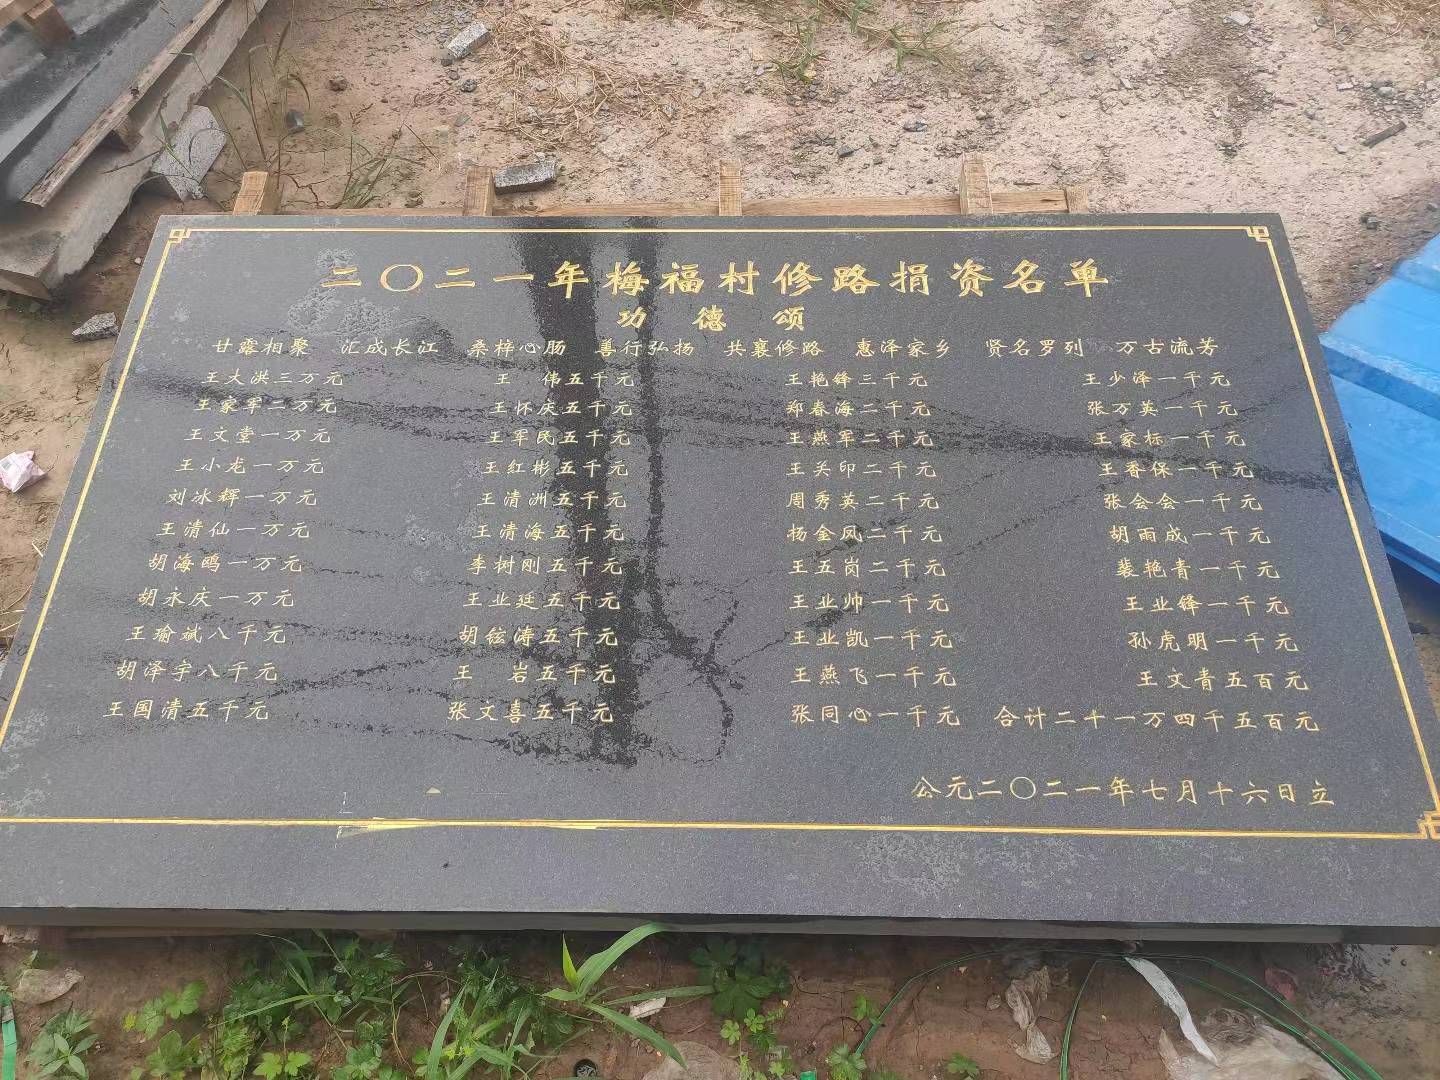 二〇二一年梅福村修路捐资名单
功 德 颂
甘露相聚 汇成长江 桑梓心肠 善行弘扬 共襄修路 惠泽家乡 贤名罗列 万古流芳
王大洪三万元 王 伟五千元 王艳锋三千元 王少泽一千元
王家军二万元 王怀庆五千元 郑春海二千元 张万英一千元
王文堂一万元 王军民五千元 王燕军二千元 王家标一千元
王小龙一万元 王红彬五千元 王关印二千元 王香保一千元
刘冰辉一万元 王清洲五千元 周秀英二千元 张会会一千元
王清仙一万元 王清海五千元 扬金凤二千元 胡雨成一千元
胡海鸥一万元 李树刚五千元 王五岗二千元 裴艳青一千元
胡永庆一万元 王业廷五千元 王业帅一千元 王业锋一千元
王瑜斌八千元 胡铉涛五千元 王业凯一千元 孙虎明一千元
胡泽宇八千元 王 岩五千元 王燕飞一千元 王文青五百元
王国清五千元 张文喜五千元 张同心一千元 合计二十一万四千五百元
公元二〇二一年七月十六日立